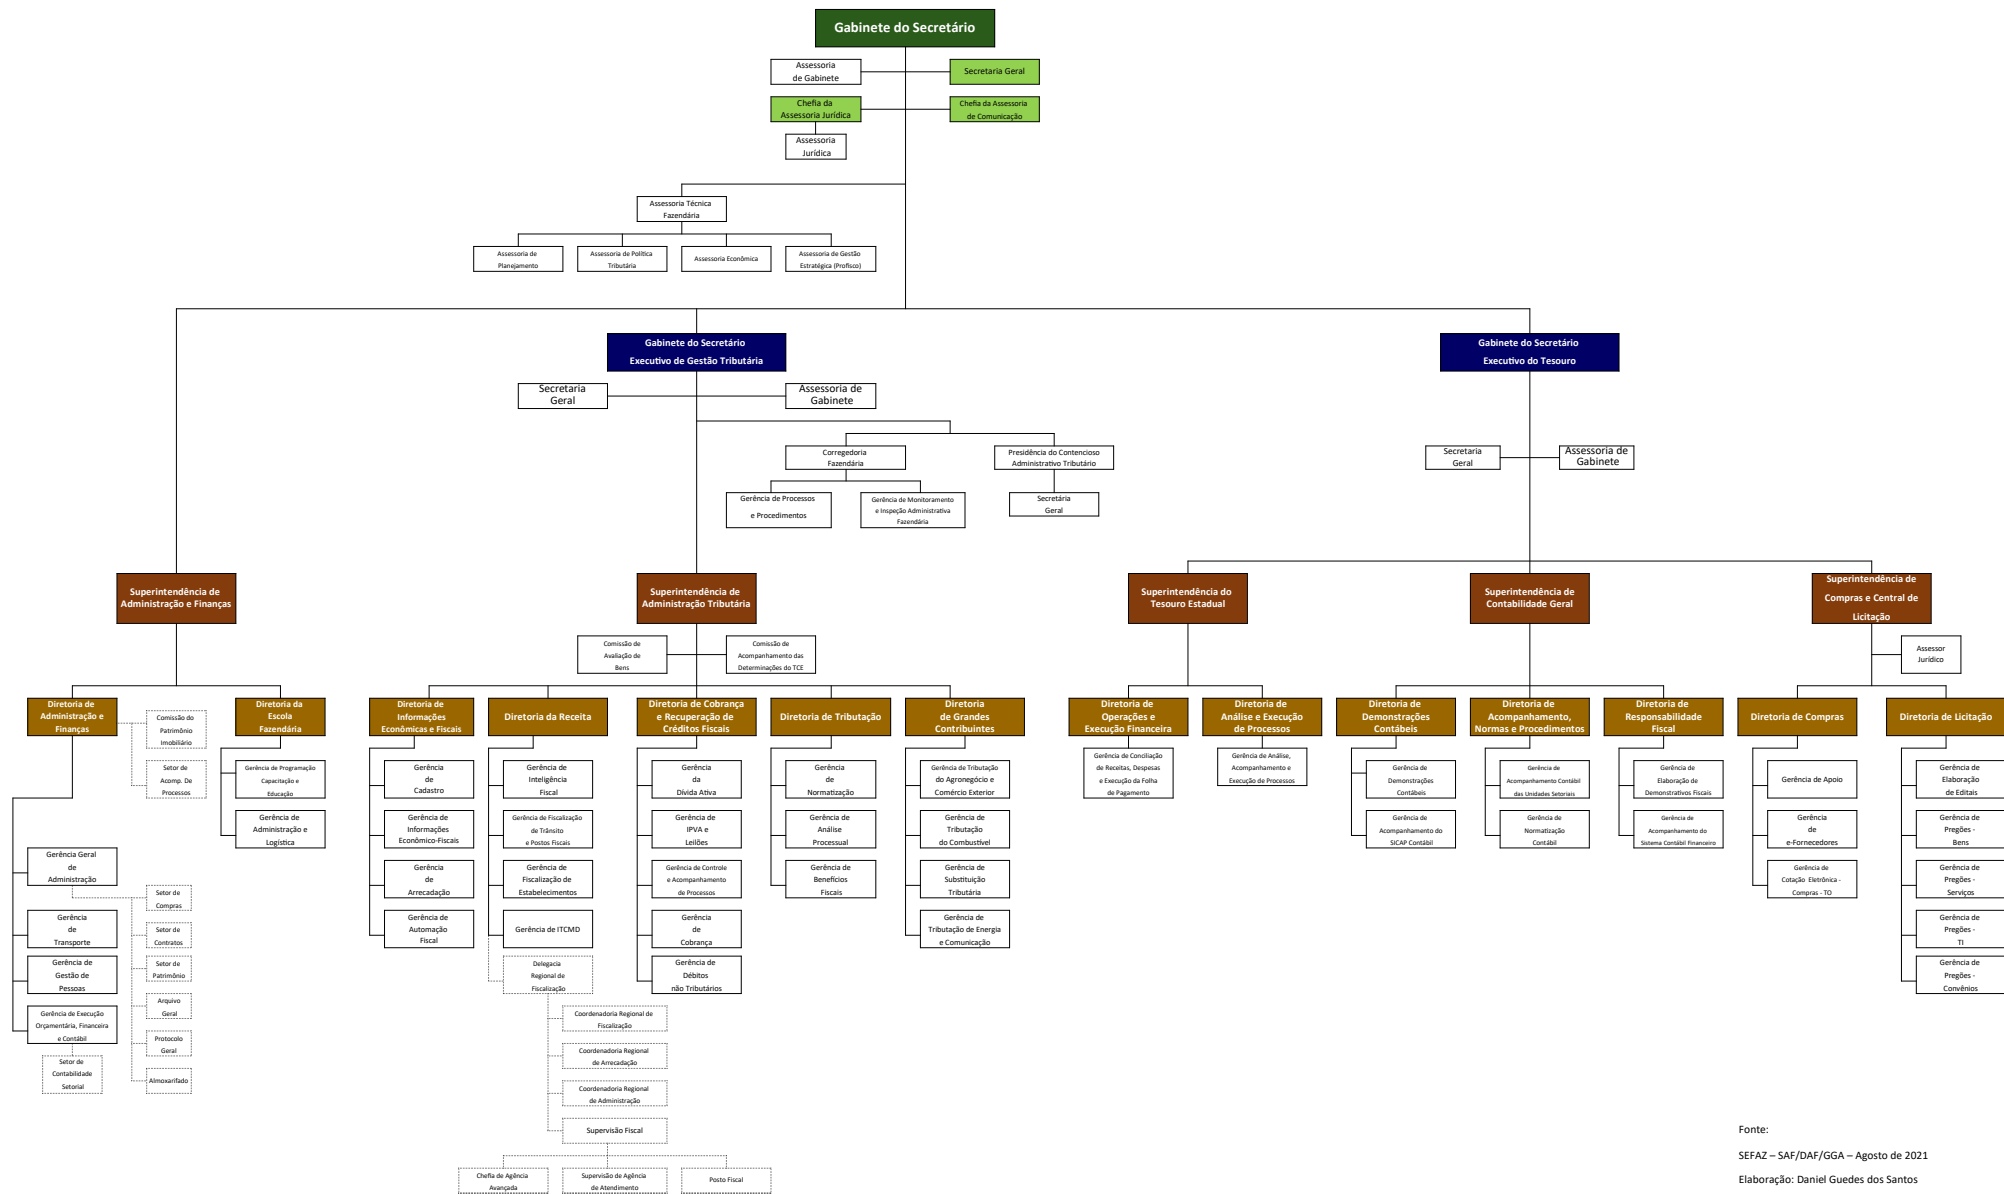 Gabinete do Secretário
Assessoria
de Gabinete
Secretaria Geral
Chefia da
Assessoria Jurídica
Chefia da Assessoria
de Comunicação
Assessoria
Jurídica
Assessoria Técnica
Fazendária
Assessoria de
Planejamento
Assessoria de Política
Tributária
Assessoria Econômica
Assessoria de Gestão
Estratégica (Profisco)
Gabinete do Secretário
Executivo de Gestão Tributária
Gabinete do Secretário
Executivo do Tesouro
Secretaria
Geral
Assessoria de
Gabinete
Corregedoria
Fazendária
Presidência do Contencioso
Administrativo Tributário
Secretaria
Geral
Assessoria de
Gabinete
Gerência de Processos
e Procedimentos
Gerência de Monitoramento
e Inspeção Administrativa
Fazendária
Secretária
Geral
Superintendência de
Administração e Finanças
Superintendência de
Administração Tributária
Superintendência do
Tesouro Estadual
Superintendência de
Contabilidade Geral
Superintendência de
Compras e Central de
Licitação
Comissão de
Avaliação de
Bens
Comissão de
Acompanhamento das
Determinações do TCE
Assessor
Jurídico
Diretoria de
Administração e
Finanças
Comissão do
Patrimônio
Imobiliário
Setor de
Acomp. De
Processos
Diretoria da
Escola
Fazendária
Diretoria de
Informações
Econômicas e Fiscais
Diretoria da Receita
Diretoria de Cobrança
e Recuperação de
Créditos Fiscais
Diretoria de Tributação
Diretoria
de Grandes
Contribuintes
Diretoria de
Operações e
Execução Financeira
Diretoria de
Análise e Execução
de Processos
Diretoria de
Demonstrações
Contábeis
Diretoria de
Acompanhamento,
Normas e Procedimentos
Diretoria de
Responsabilidade
Fiscal
Diretoria de Compras
Diretoria de Licitação
Gerência de Programação
Capacitação e
Educação
Gerência de
Administração e
Logística
Gerência Geral
de
Administração
Gerência
de
Transporte
Gerência de
Gestão de
Pessoas
Gerência de Execução
Orçamentária, Financeira
e Contábil
Setor de
Contabilidade
Setorial
Setor de
Compras
Setor de
Contratos
Setor de
Patrimônio
Arquivo
Geral
Protocolo
Geral
Almoxarifado
Gerência
de
Cadastro
Gerência de
Informações
Econômico-Fiscais
Gerência
de
Arrecadação
Gerência de
Automação
Fiscal
Gerência de
Inteligência
Fiscal
Gerência de Fiscalização
de Trânsito
e Postos Fiscais
Gerência de
Fiscalização de
Estabelecimentos
Gerência de ITCMD
Delegacia
Regional de
Fiscalização
Coordenadoria Regional de
Fiscalização
Coordenadoria Regional
de Arrecadação
Coordenadoria Regional
de Administração
Supervisão Fiscal
Chefia de Agência
Avançada
Supervisão de Agência
de Atendimento
Posto Fiscal
Gerência
da
Dívida Ativa
Gerência de
IPVA e
Leilões
Gerência de Controle
e Acompanhamento
de Processos
Gerência
de
Cobrança
Gerência de
Débitos
não Tributários
Gerência
de
Normatização
Gerência de
Análise
Processual
Gerência de
Benefícios
Fiscais
Gerência de Tributação
do Agronegócio e
Comércio Exterior
Gerência de
Tributação
do Combustível
Gerência de
Substituição
Tributária
Gerência de
Tributação de Energia
e Comunicação
Gerência de Conciliação
de Receitas, Despesas
e Execução da Folha
de Pagamento
Gerência de Análise,
Acompanhamento e
Execução de Processos
Gerência de
Demonstrações
Contábeis
Gerência de
Acompanhamento do
SICAP Contábil
Gerência de
Acompanhamento Contábil
das Unidades Setoriais
Gerência de
Normatização
Contábil
Gerência de
Elaboração de
Demonstrativos Fiscais
Gerência de
Acompanhamento do
Sistema Contábil Financeiro
Gerência de Apoio
Gerência
de
e-Fornecedores
Gerência de
Cotação Eletrônica -
Compras - TO
Gerência de
Elaboração
de Editais
Gerência de
Pregões -
Bens
Gerência de
Pregões -
Serviços
Gerência de
Pregões -
TI
Gerência de
Pregões -
Convênios
Fonte:
SEFAZ – SAF/DAF/GGA – Agosto de 2021
Elaboração: Daniel Guedes dos Santos